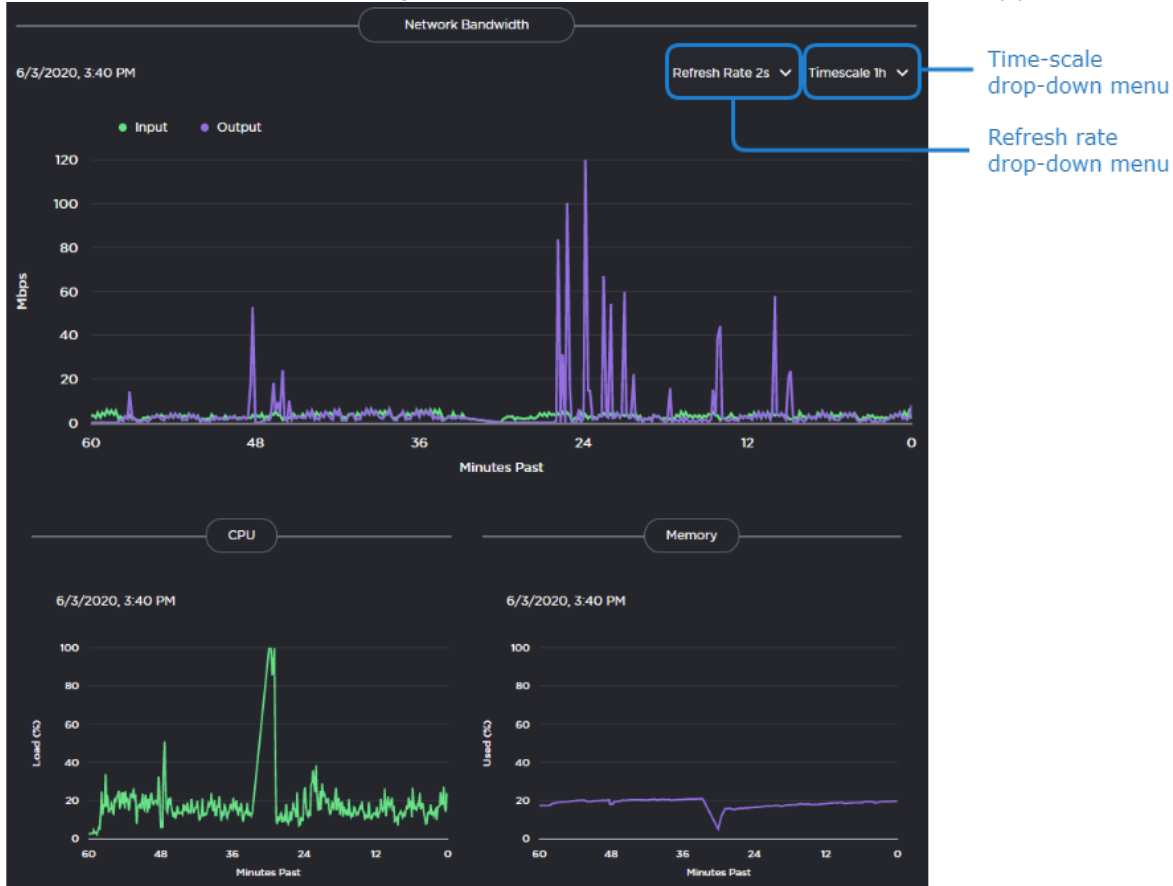 Network Bandwidth
6/3/2020, 3:40 PM
Refresh Rate 2s
Timescale 1h
Time-scale
drop-down menu
Refresh rate
drop-down menu
Input
Output
120
100
80
60
40
20
0
Mbps
60 48 36 24 12 0
Minutes Past
CPU
6/3/2020, 3:40 PM
100
80
60
40
20
0
Load (%)
60 48 36 24 12 0
Minutes Past
Memory
6/3/2020, 3:40 PM
100
80
60
40
20
0
Used (%)
60 48 36 24 12 0
Minutes Past